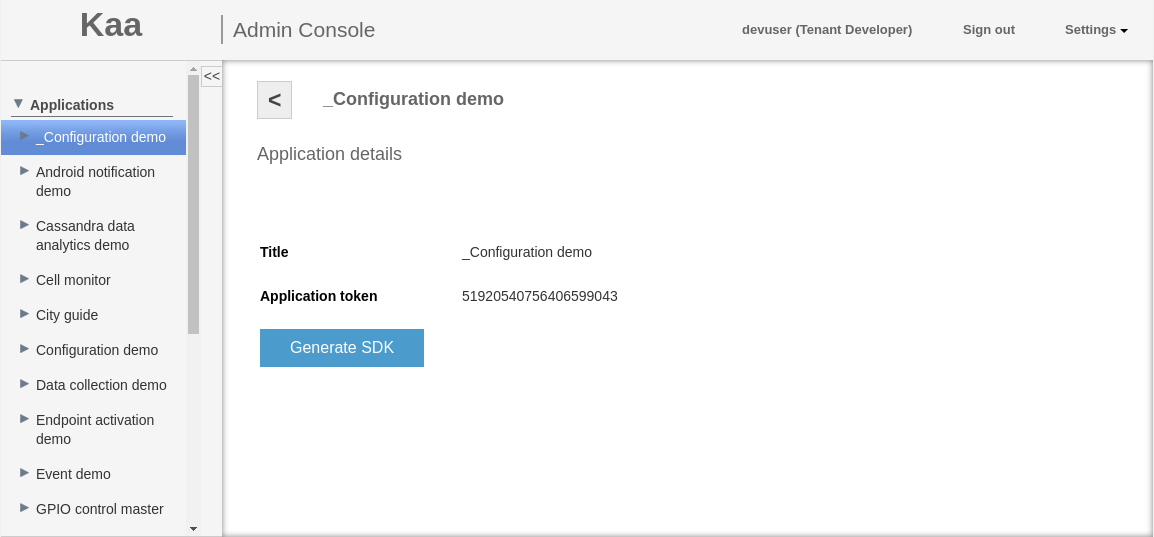 Kaa
Admin Console
devuser (Tenant Developer)
Sign out
Settings
<<
Applications
_Configuration demo
Android notification
demo
Cassandra data
analytics demo
Cell monitor
City guide
Configuration demo
Data collection demo
Endpoint activation
demo
Event demo
GPIO control master
<
_Configuration demo
Application details
Title
_Configuration demo
Application token
51920540756406599043
Generate SDK